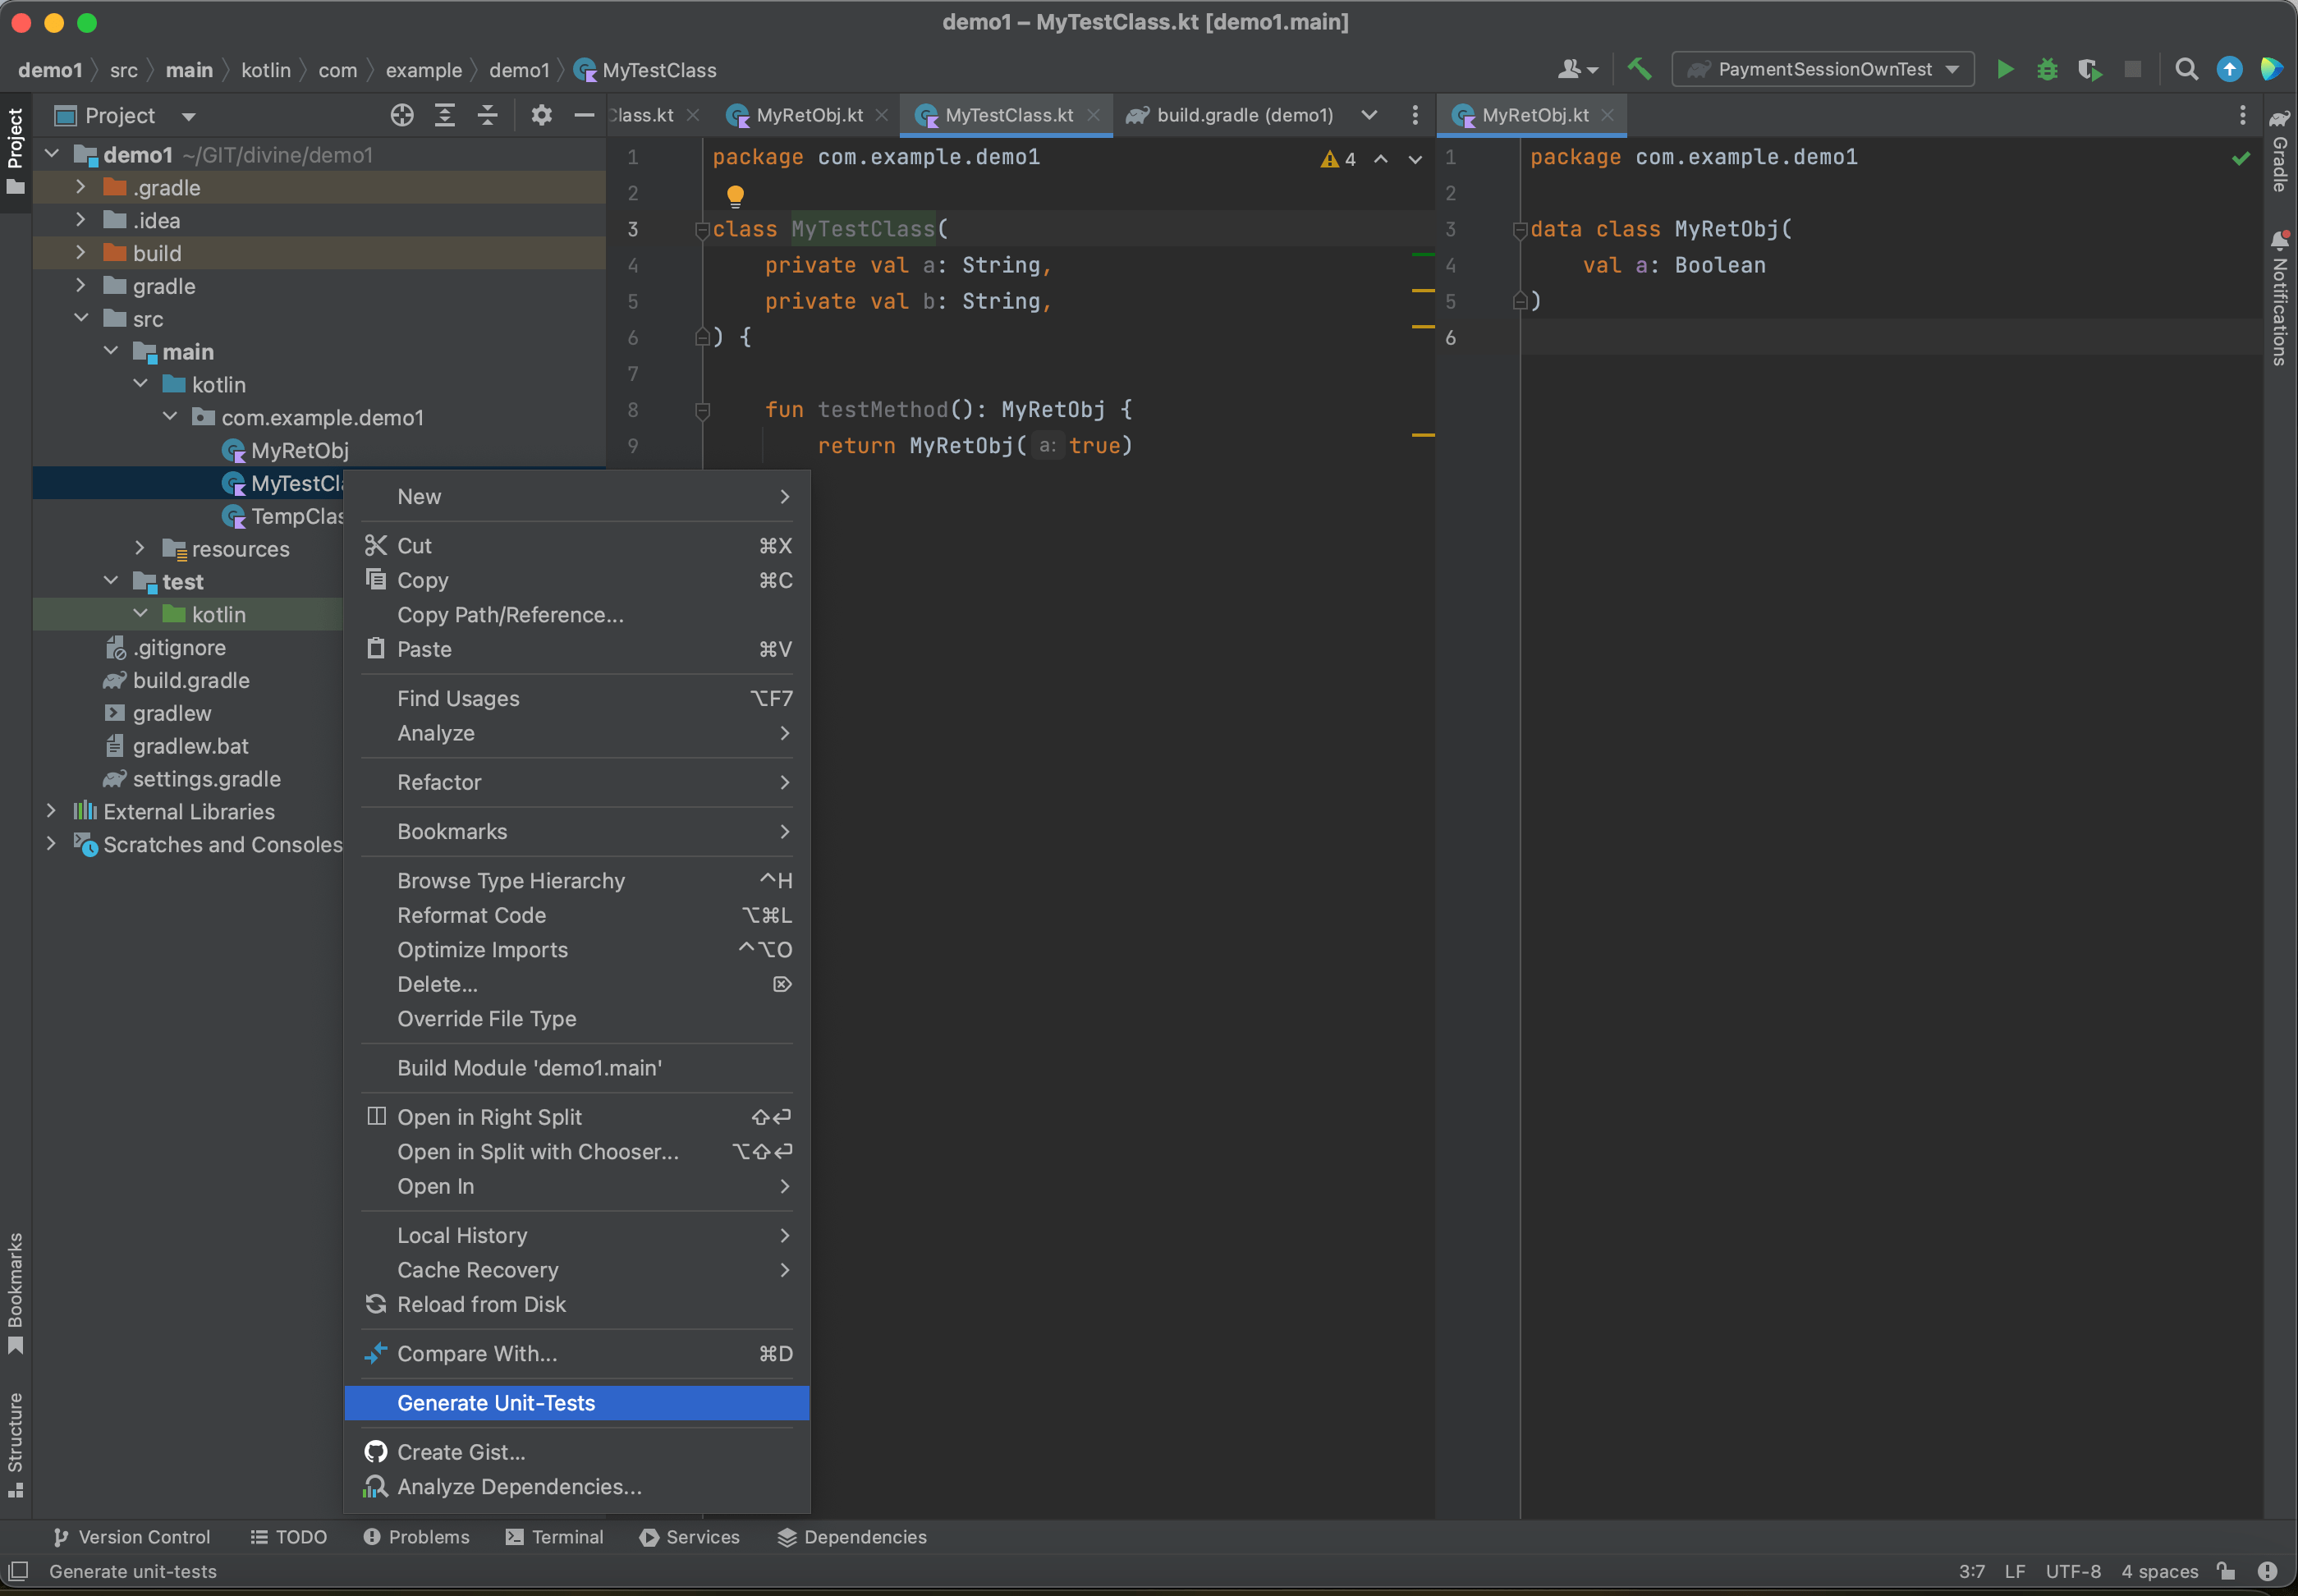 demo1 – MyTestClass.kt [demo1.main]
demo1 src main kotlin com example demo1 MyTestClass
PaymentSessionOwnTest
Project
Project
MyRetObj.kt
MyTestClass.kt
build.gradle (demo1)
MyRetObj.kt
demo1 ~/GIT/divine/demo1
.gradle
.idea
build
gradle
src
main
kotlin
com.example.demo1
MyRetObj
MyTestCla
TempClas
resources
test
kotlin
.gitignore
build.gradle
gradlew
gradlew.bat
settings.gradle
External Libraries
Scratches and Consoles
1 package com.example.demo1
4
2
3 class MyTestClass(
4 private val a: String,
5 private val b: String,
6 ) {
7
8 fun testMethod(): MyRetObj {
9 return MyRetObj( a: true)
1 package com.example.demo1
2
3 data class MyRetObj(
4 val a: Boolean
5 )
6
Gradle
Notifications
New
Cut ⌘X
Copy ⌘C
Copy Path/Reference...
Paste ⌘V
Find Usages ⌥F7
Analyze
Refactor
Bookmarks
Browse Type Hierarchy ^H
Reformat Code ⌥⌘L
Optimize Imports ^⌥O
Delete... ⌦
Override File Type
Build Module 'demo1.main'
Open in Right Split ⇧↩
Open in Split with Chooser... ⌥⇧↩
Open In
Local History
Cache Recovery
Reload from Disk
Compare With... ⌘D
Generate Unit-Tests
Create Gist...
Analyze Dependencies...
Bookmarks
Structure
Version Control TODO Problems Terminal Services Dependencies
Generate unit-tests
3:7 LF UTF-8 4 spaces